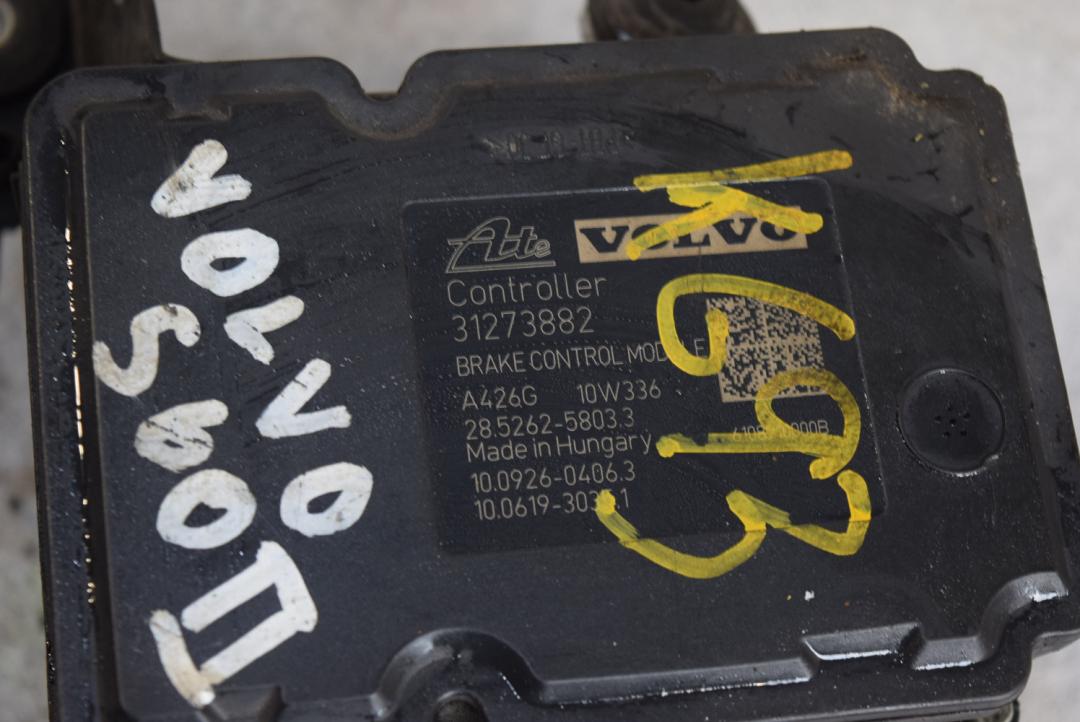 VOLVO
S40 II
Ate VOLVO
Controller
31273882
BRAKE CONTROL
A426G 10W336
28.5262-5803.3
Made in Hungary
10.0926-0406.3
K G93